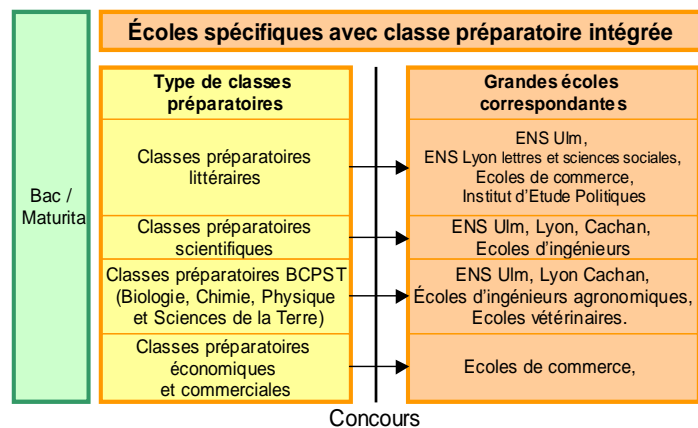 École​s spécifiques avec classe préparatoire intégrée
Bac /
Maturita
Type de classes
préparatoires
Grandes écoles
correspondantes
Classes préparatoires
littéraires
ENS Ulm,
ENS Lyon lettres et sciences sociales,
Ecoles de commerce,
Institut d'Etude Politiques
Classes préparatoires
scientifiques
ENS Ulm, Lyon, Cachan,
Ecoles d'ingénieurs
Classes préparatoires BCPST
(Biologie, Chimie, Physique
et Sciences de la Terre)
ENS Ulm, Lyon Cachan,
Écoles d'ingénieurs agronomiques,
Ecoles vétérinaires.
Classes préparatoires
économiques
et commerciales
Ecoles de commerce,
Concours